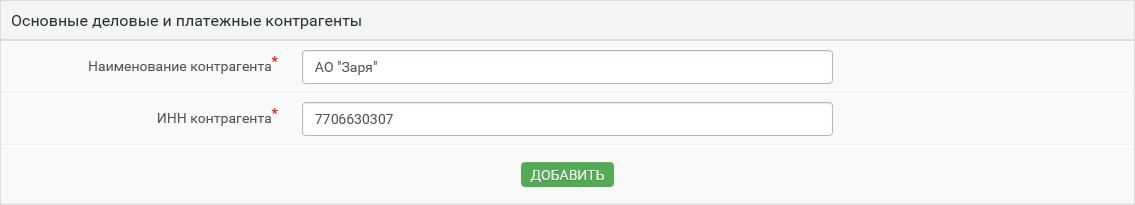 Основные деловые и платежные контрагенты
Наименование контрагента* АО "Заря"
ИНН контрагента* 7706630307
ДОБАВИТЬ